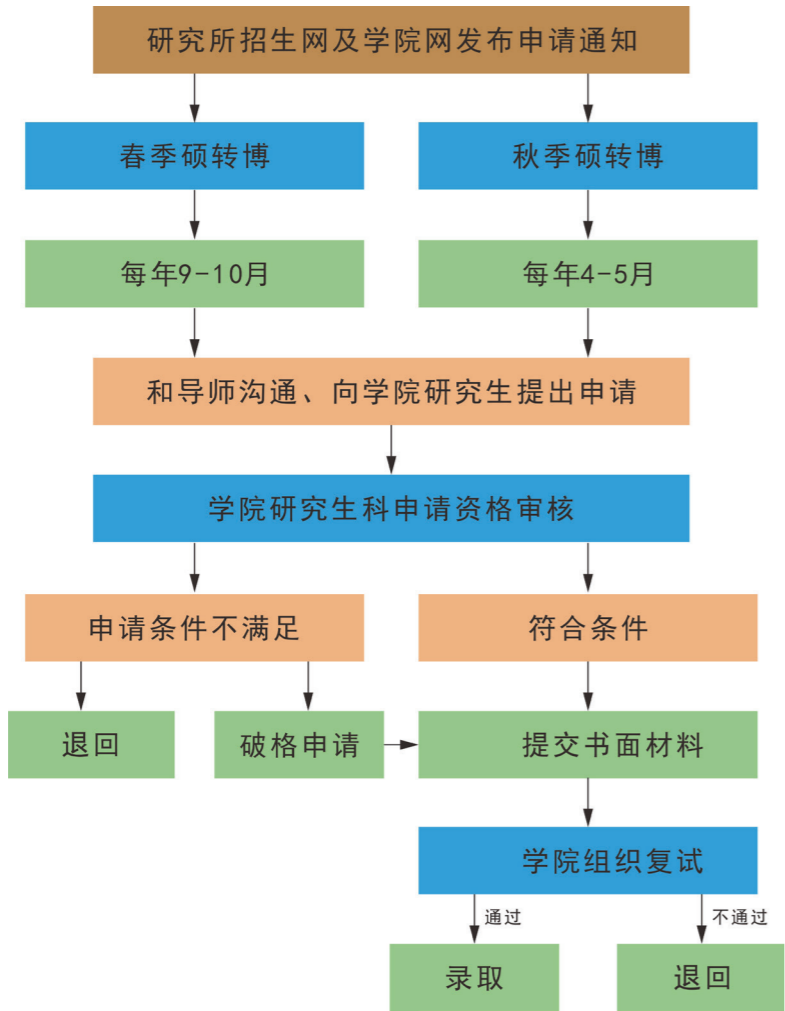 研究所招生网及学院网发布申请通知
春季硕转博
秋季硕转博
每年9-10月
每年4-5月
和导师沟通、向学院研究生提出申请
学院研究生科申请资格审核
申请条件不满足
符合条件
退回
破格申请
提交书面材料
学院组织复试
通过
不通过
录取
退回